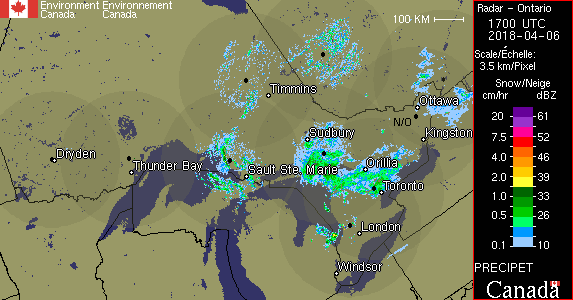 Environment Environnement
Canada Canada
100 KM
Timmins
Ottawa
N/O
Kingston
Sudbury
Dryden
Thunder Bay
Sault Ste. Marie
Orillia
Toronto
London
Windsor
Radar - Ontario
1700 UTC
2018-04-06
Scale/Échelle:
3.5 km/Pixel
Snow/Neige
cm/hr dBZ
20 61
7.5 52
4.0 46
2.0 39
1.0 33
0.5 26
0.1 10
PRECIPET
Canada